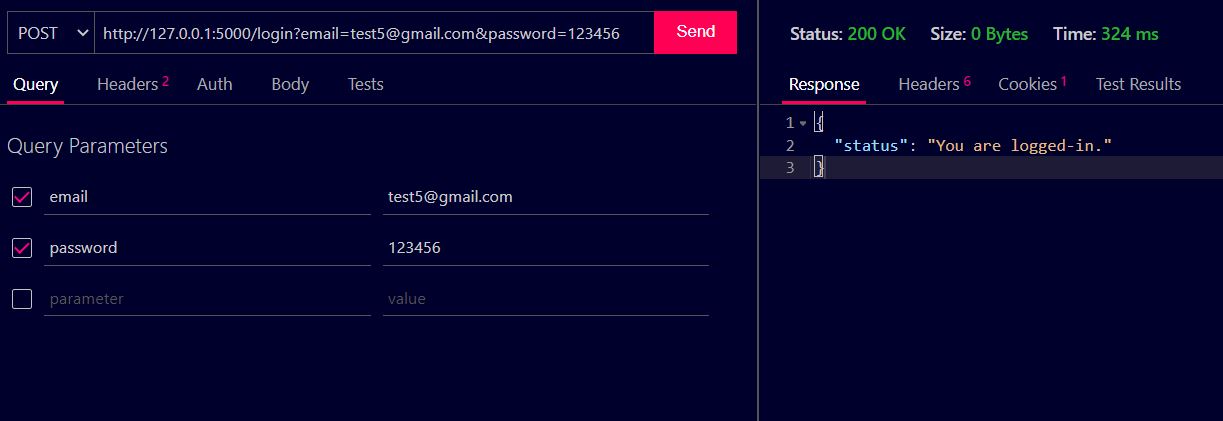 POST http://127.0.0.1:5000/login?email=test5@gmail.com&password=123456 Send
Query Headers 2 Auth Body Tests
Query Parameters
email test5@gmail.com
password 123456
parameter value
Status: 200 OK Size: 0 Bytes Time: 324 ms
Response Headers 6 Cookies 1 Test Results
1 {
2 "status": "You are logged-in."
3 }